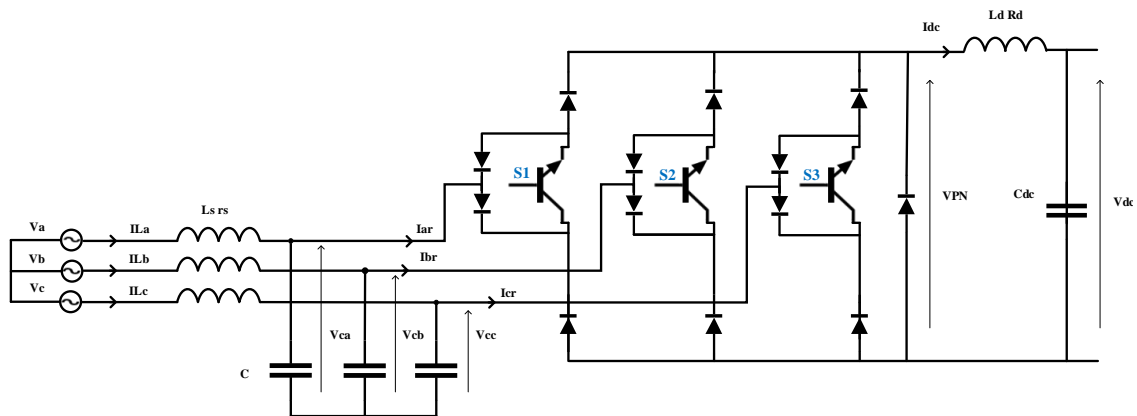 Idc
Ld Rd
S1
S2
S3
VPN
Cdc
Vdc
Ls rs
Va
ILa
Iar
Vb
ILb
Ibr
Vc
ILc
Icr
Vca
Vcb
Vcc
C